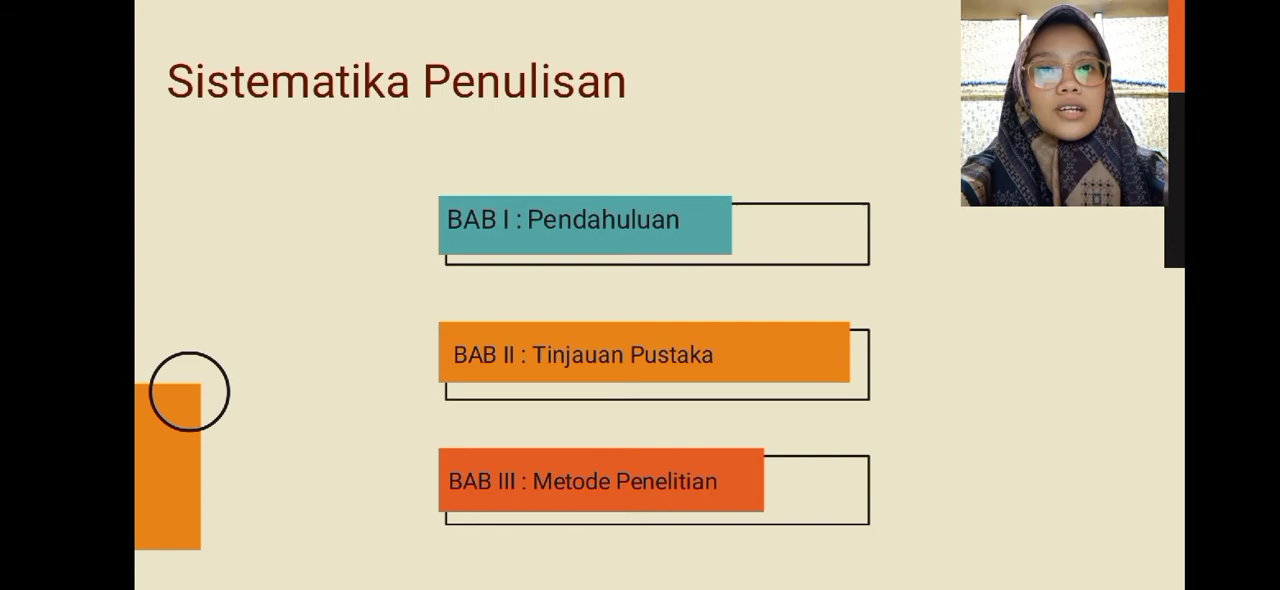 Sistematika Penulisan
BAB I : Pendahuluan
BAB II : Tinjauan Pustaka
BAB III : Metode Penelitian